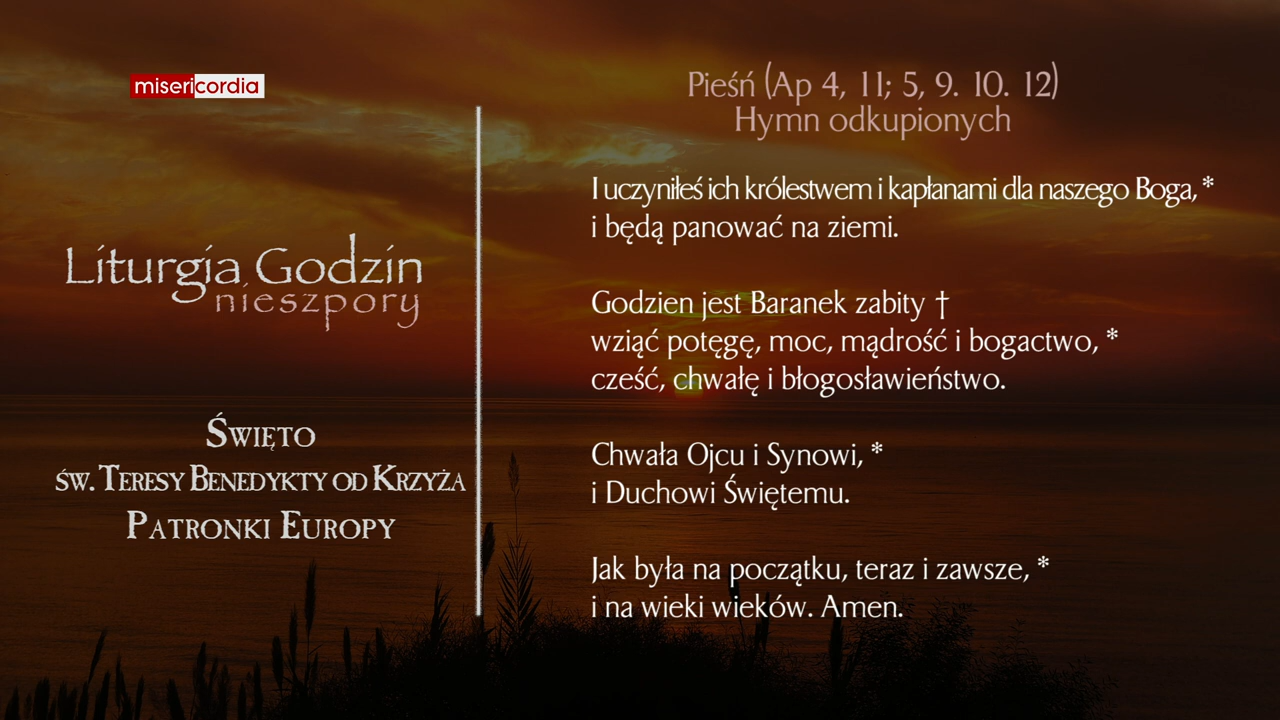 misericordia
Liturgia Godzin
nieszpory
Święto
św. Teresy Benedykty od Krzyża
Patronki Europy
Pieśń (Ap 4, 11; 5, 9. 10. 12)
Hymn odkupionych
I uczyniłeś ich królestwem i kapłanami dla naszego Boga, *
i będą panować na ziemi.
Godzien jest Baranek zabity †
wziąć potęgę, moc, mądrość i bogactwo, *
cześć, chwałę i błogosławieństwo.
Chwała Ojcu i Synowi, *
i Duchowi Świętemu.
Jak była na początku, teraz i zawsze, *
i na wieki wieków. Amen.